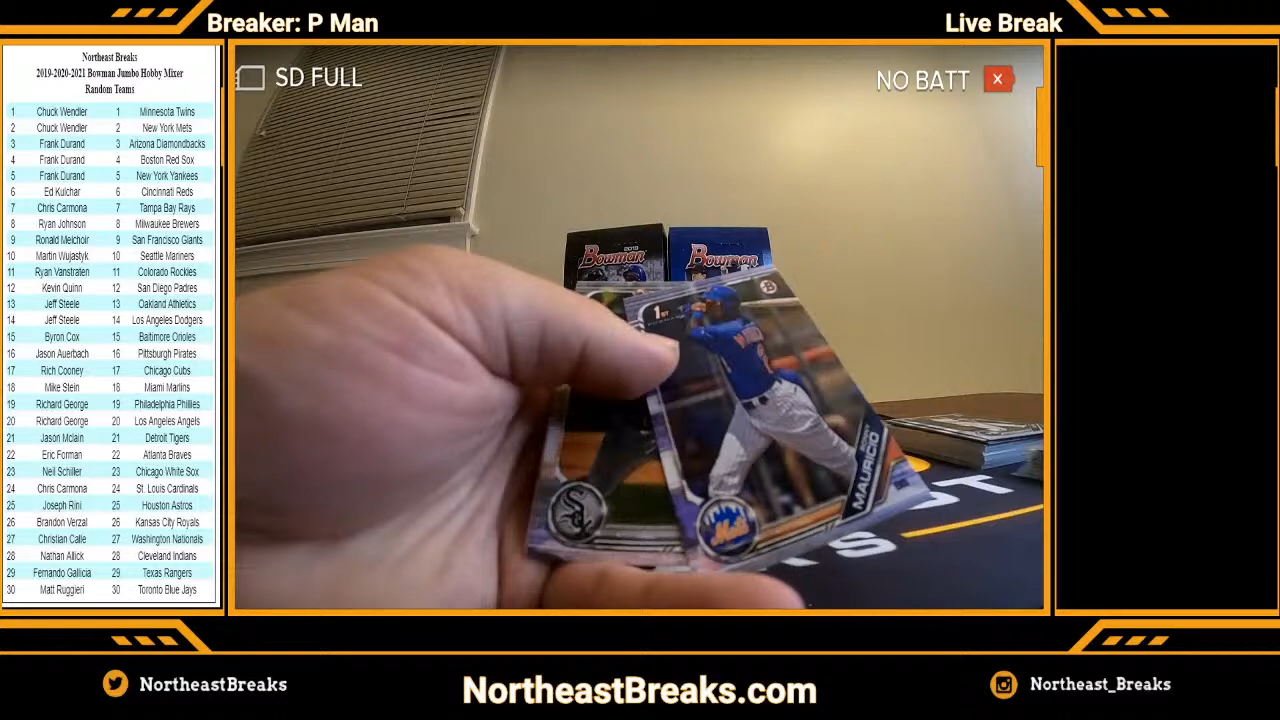 Breaker: P Man
Live Break
Northeast Breaks
2019-2020-2021 Bowman Jumbo Hobby Mixer
Random Teams
1 Chuck Wendler 1 Minnesota Twins
2 Chuck Wendler 2 New York Mets
3 Frank Durand 3 Arizona Diamondbacks
4 Frank Durand 4 Boston Red Sox
5 Frank Durand 5 New York Yankees
6 Ed Kulchar 6 Cincinnati Reds
7 Chris Carmona 7 Tampa Bay Rays
8 Ryan Johnson 8 Milwaukee Brewers
9 Ronald Melchoir 9 San Francisco Giants
10 Martin Wujastyk 10 Seattle Mariners
11 Ryan Vanstraten 11 Colorado Rockies
12 Kevin Quinn 12 San Diego Padres
13 Jeff Steele 13 Oakland Athletics
14 Jeff Steele 14 Los Angeles Dodgers
15 Byron Cox 15 Baltimore Orioles
16 Jason Auerbach 16 Pittsburgh Pirates
17 Rich Cooney 17 Chicago Cubs
18 Mike Stein 18 Miami Marlins
19 Richard George 19 Philadelphia Phillies
20 Richard George 20 Los Angeles Angels
21 Jason Mclain 21 Detroit Tigers
22 Eric Forman 22 Atlanta Braves
23 Neil Schiller 23 Chicago White Sox
24 Chris Carmona 24 St. Louis Cardinals
25 Joseph Rini 25 Houston Astros
26 Brandon Verzal 26 Kansas City Royals
27 Christian Calle 27 Washington Nationals
28 Nathan Allick 28 Cleveland Indians
29 Fernando Gallicia 29 Texas Rangers
30 Matt Ruggieri 30 Toronto Blue Jays
SD FULL
NO BATT
2019
Bowman
Bowman
1ST
MAURICIO
Sox
Mets
NortheastBreaks
NortheastBreaks.com
Northeast_Breaks